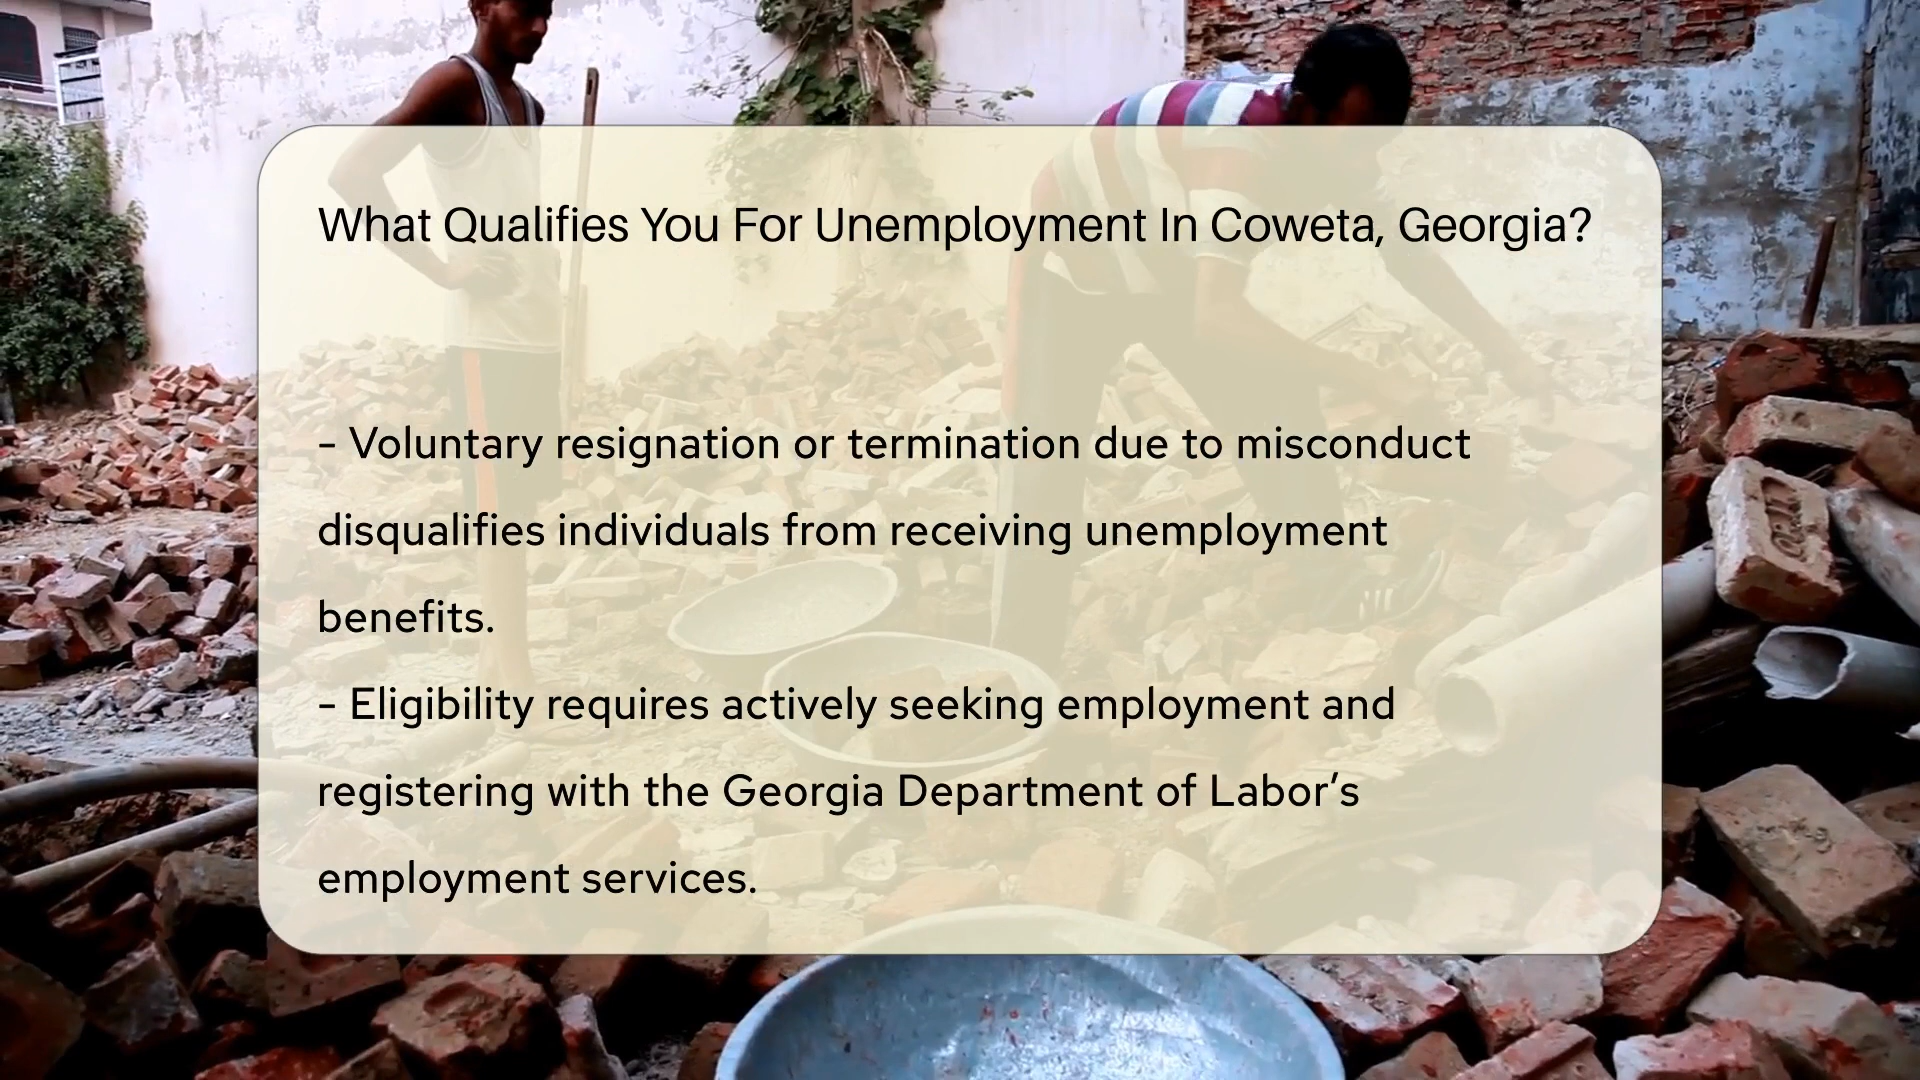 What Qualifies You For Unemployment In Coweta, Georgia?
- Voluntary resignation or termination due to misconduct
disqualifies individuals from receiving unemployment
benefits.
- Eligibility requires actively seeking employment and
registering with the Georgia Department of Labor’s
employment services.